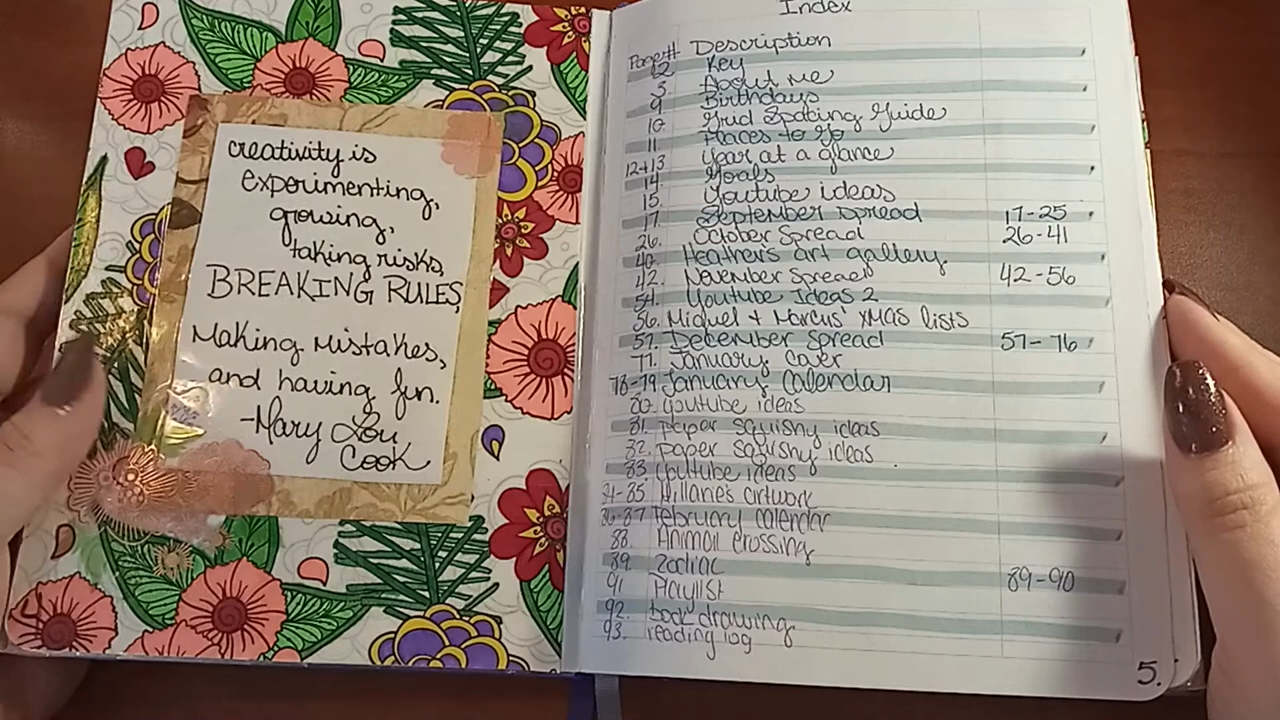 creativity is
experimenting,
growing,
taking risks,
BREAKING RULES,
Making Mistakes,
and having fun.
-Mary Lou
Cook
Index
Page# Description
2 Key
3 About me
9 Birthdays
10. Grid Spacing Guide
11. Places to Go
12+13 Year at a glance
14. Goals
15. Youtube ideas
17. September Spread 17-25
26. October Spread 26-41
40. Heathers art gallery
42. November Spread 42-56
54. Youtube Ideas 2
56. Miguel + Marcus' xMas lists
57. December Spread 57-76
77. January Cover
78-79 January Calendar
80. Youtube ideas
81. paper squishy ideas
82. paper squishy ideas
83. Youtube ideas
84-85 Millane's artwork
86-87 February Calendar
88. Animal Crossing
89. Zodiac 89-90
91 Playlist
92. book drawing
93. reading log
5.